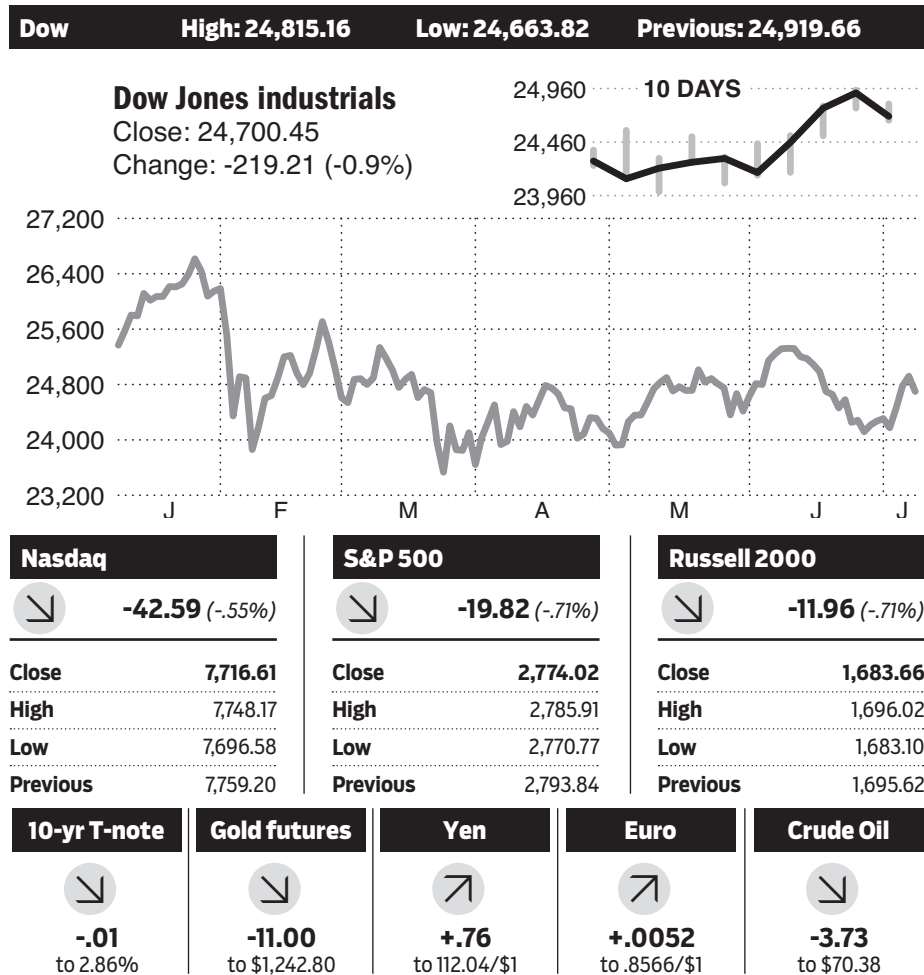 Dow High: 24,815.16 Low: 24,663.82 Previous: 24,919.66
Dow Jones industrials
Close: 24,700.45
Change: -219.21 (-0.9%)
10 DAYS
24,960
24,460
23,960
27,200
26,400
25,600
24,800
24,000
23,200
J F M A M J J
Nasdaq
-42.59 (-.55%)
Close 7,716.61
High 7,748.17
Low 7,696.58
Previous 7,759.20
S&P 500
-19.82 (-.71%)
Close 2,774.02
High 2,785.91
Low 2,770.77
Previous 2,793.84
Russell 2000
-11.96 (-.71%)
Close 1,683.66
High 1,696.02
Low 1,683.10
Previous 1,695.62
10-yr T-note
-.01
to 2.86%
Gold futures
-11.00
to $1,242.80
Yen
+.76
to 112.04/$1
Euro
+.0052
to .8566/$1
Crude Oil
-3.73
to $70.38